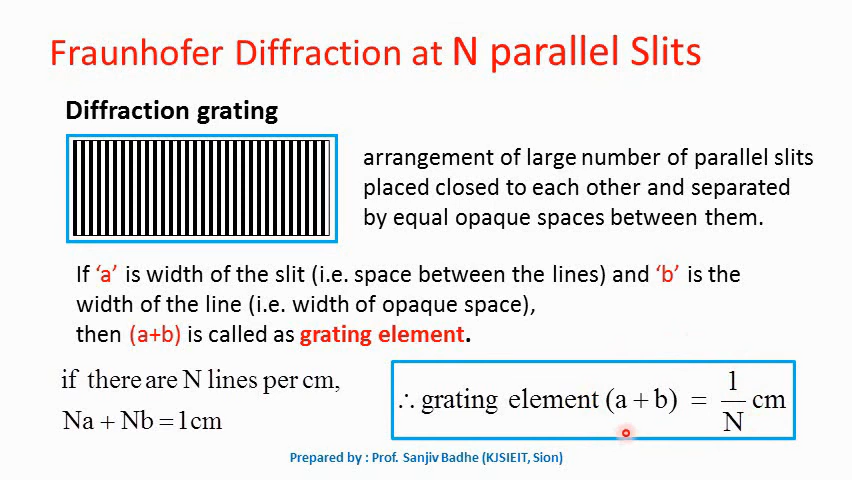 Fraunhofer Diffraction at N parallel Slits
Diffraction grating
arrangement of large number of parallel slits
placed closed to each other and separated
by equal opaque spaces between them.
If ‘a’ is width of the slit (i.e. space between the lines) and ‘b’ is the
width of the line (i.e. width of opaque space),
then (a+b) is called as grating element.
if there are N lines per cm,
Na + Nb = 1cm
∴ grating element (a + b) = 1/N cm
Prepared by : Prof. Sanjiv Badhe (KJSIEIT, Sion)